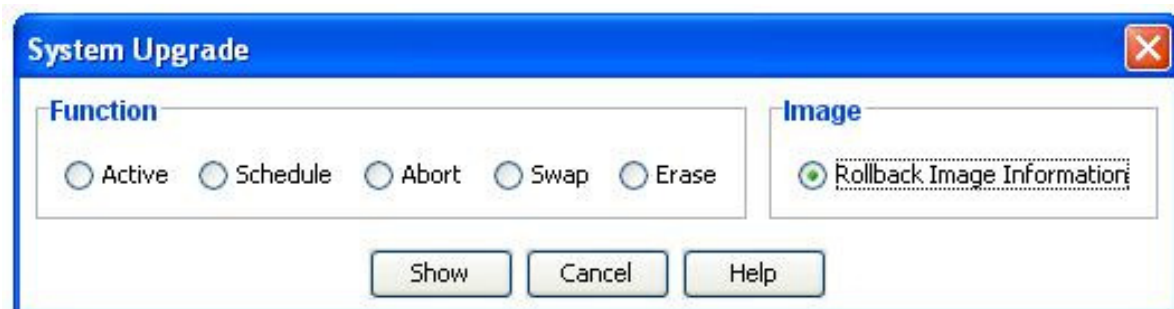 System Upgrade
Function
Image
Active Schedule Abort Swap Erase
Rollback Image Information
Show Cancel Help